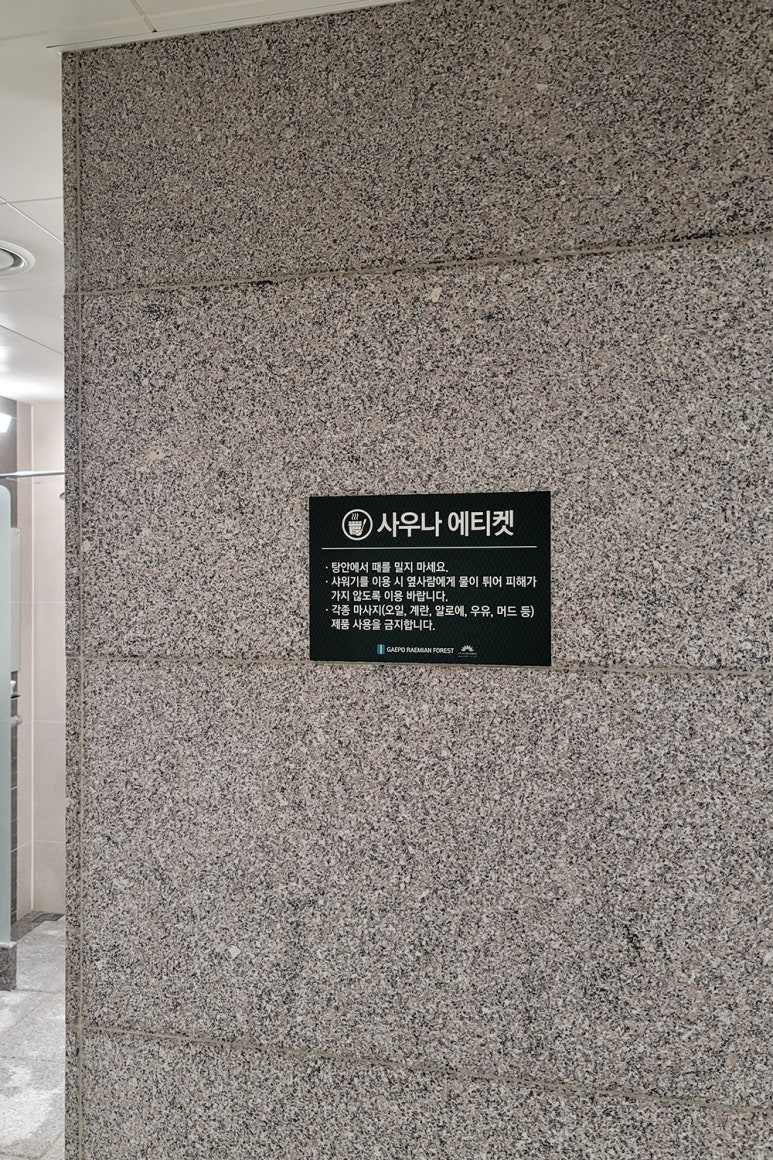 사우나 에티켓
· 탕안에서 때를 밀지 마세요.
· 샤워기를 이용 시 옆사람에게 물이 튀어 피해가
가지 않도록 이용 바랍니다.
· 각종 마사지(오일, 계란, 알로에, 우유, 머드 등)
제품 사용을 금지합니다.
GAEPO RAEMIAN FOREST